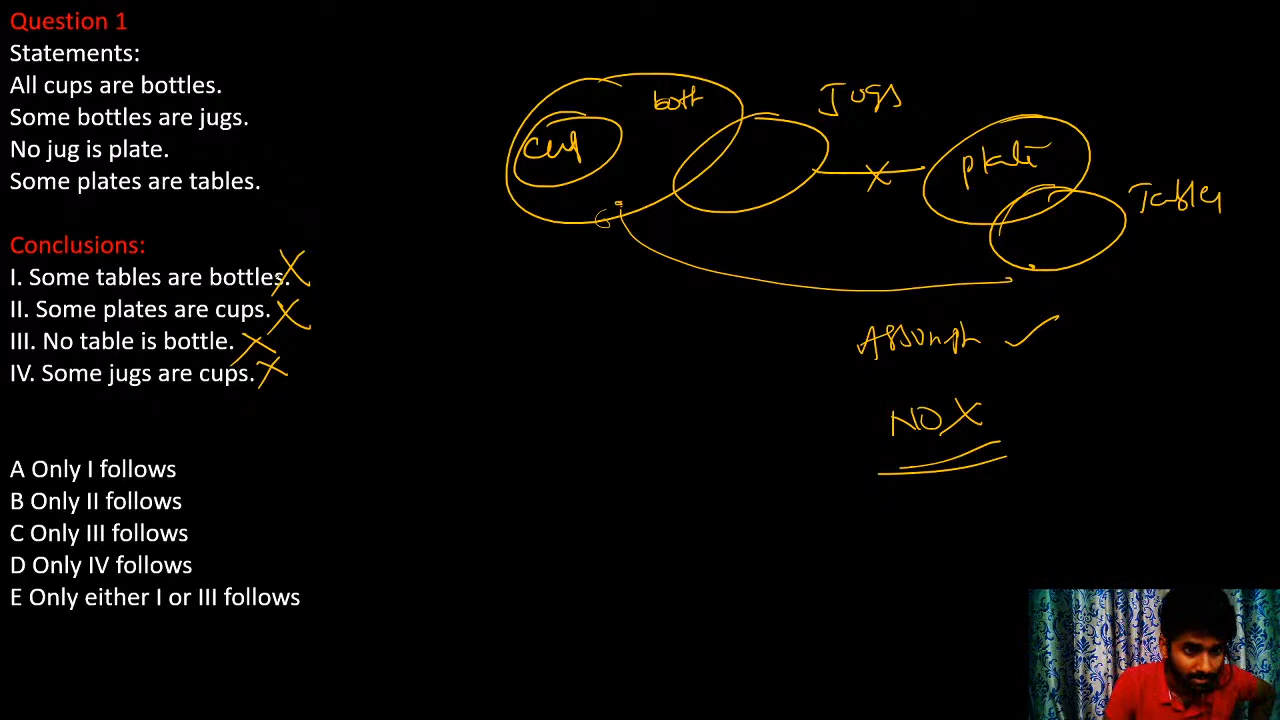 Question 1
Statements:
All cups are bottles.
Some bottles are jugs.
No jug is plate.
Some plates are tables.
Conclusions:
I. Some tables are bottles.
II. Some plates are cups.
III. No table is bottle.
IV. Some jugs are cups.
A Only I follows
B Only II follows
C Only III follows
D Only IV follows
E Only either I or III follows
Jugs
bott
cup
plate
Table
NO X